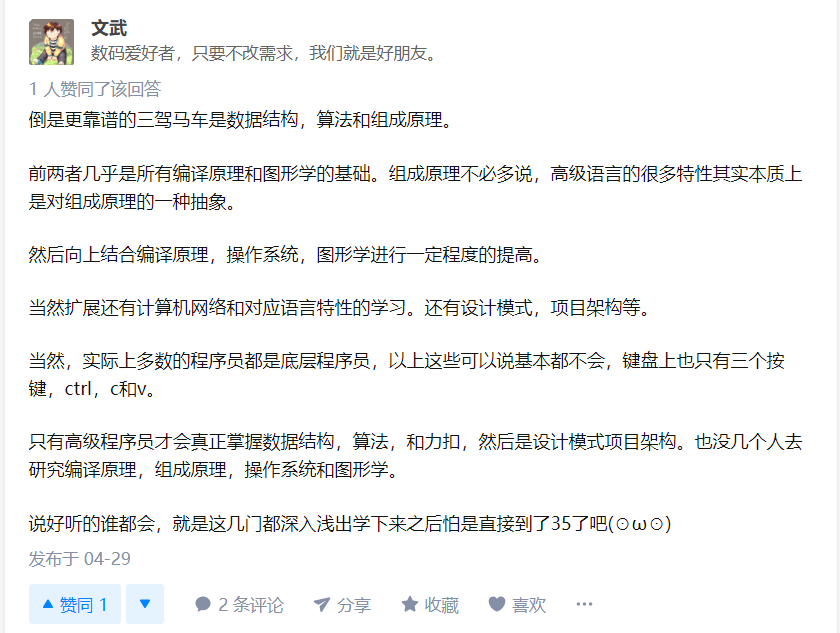 文武
数码爱好者，只要不改需求，我们就是好朋友。
1 人赞同了该回答
倒是更靠谱的三驾马车是数据结构，算法和组成原理。
前两者几乎是所有编译原理和图形学的基础。组成原理不必多说，高级语言的很多特性其实本质上
是对组成原理的一种抽象。
然后向上结合编译原理，操作系统，图形学进行一定程度的提高。
当然扩展还有计算机网络和对应语言特性的学习。还有设计模式，项目架构等。
当然，实际上多数的程序员都是底层程序员，以上这些可以说基本都不会，键盘上也只有三个按
键，ctrl，c和v。
只有高级程序员才会真正掌握数据结构，算法，和力扣，然后是设计模式项目架构。也没几个人去
研究编译原理，组成原理，操作系统和图形学。
说好听的谁都会，就是这几门都深入浅出学下来之后怕是直接到了35了吧(⊙ω⊙)
发布于 04-29
赞同 1 2 条评论 分享 收藏 喜欢